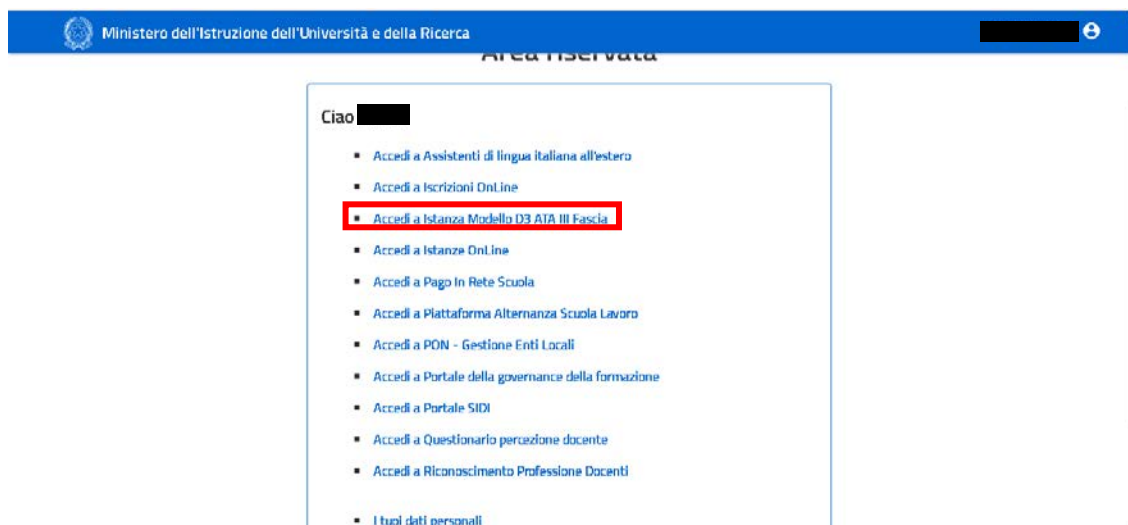 Ministero dell'Istruzione dell'Università e della Ricerca
Area riservata
Ciao
Accedi a Assistenti di lingua italiana all'estero
Accedi a Iscrizioni OnLine
Accedi a Istanza Modello D3 ATA III Fascia
Accedi a Istanze OnLine
Accedi a Pago In Rete Scuola
Accedi a Piattaforma Alternanza Scuola Lavoro
Accedi a PON - Gestione Enti Locali
Accedi a Portale della governance della formazione
Accedi a Portale SIDI
Accedi a Questionario percezione docente
Accedi a Riconoscimento Professione Docenti
I tuoi dati personali